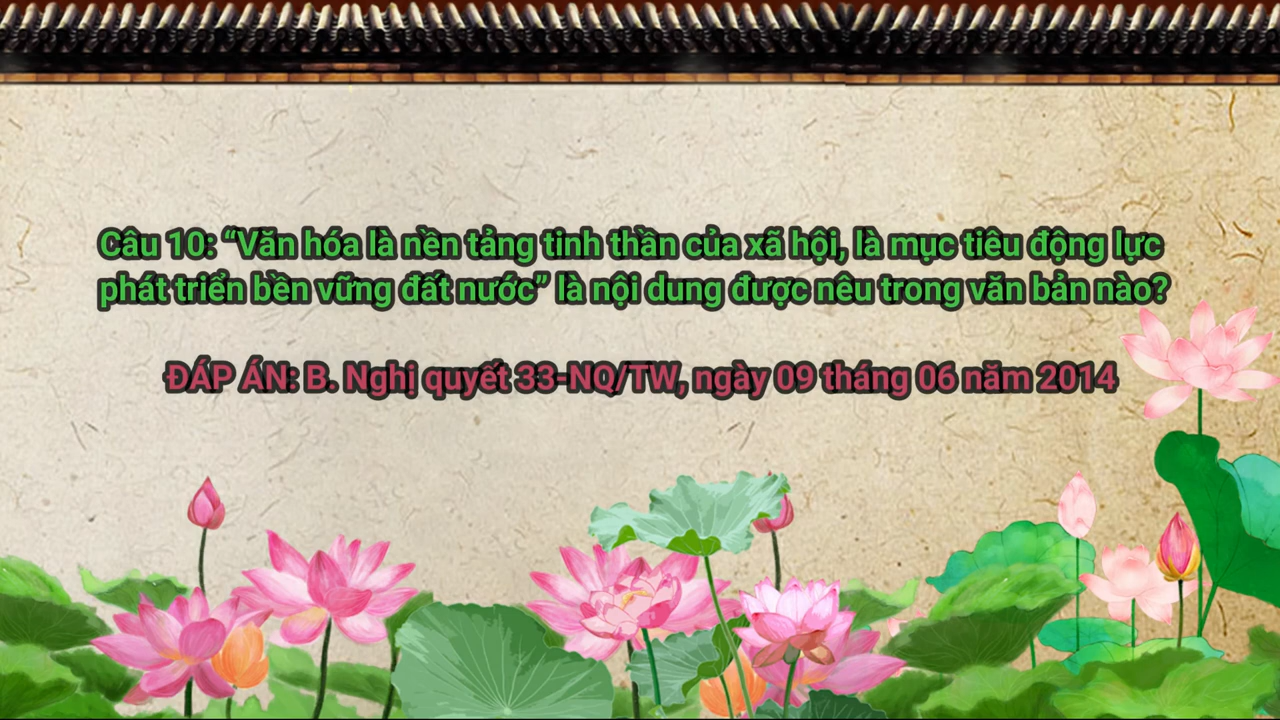 Câu 10: “Văn hóa là nền tảng tinh thần của xã hội, là mục tiêu động lực
phát triển bền vững đất nước” là nội dung được nêu trong văn bản nào?
ĐÁP ÁN: B. Nghị quyết 33-NQ/TW, ngày 09 tháng 06 năm 2014